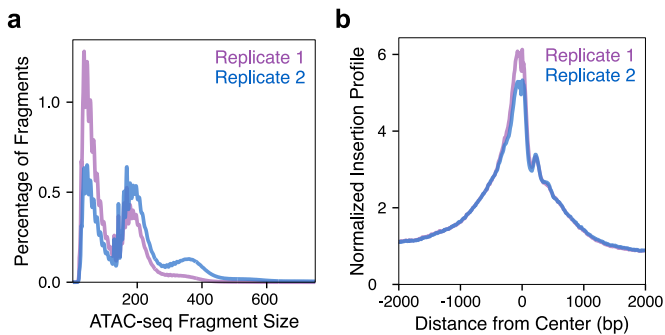 a
Replicate 1
Replicate 2
Percentage of Fragments
1.0
0.5
0.0
200
400
600
ATAC-seq Fragment Size
b
Replicate 1
Replicate 2
Normalized Insertion Profile
6
4
2
0
-2000
-1000
0
1000
2000
Distance from Center (bp)